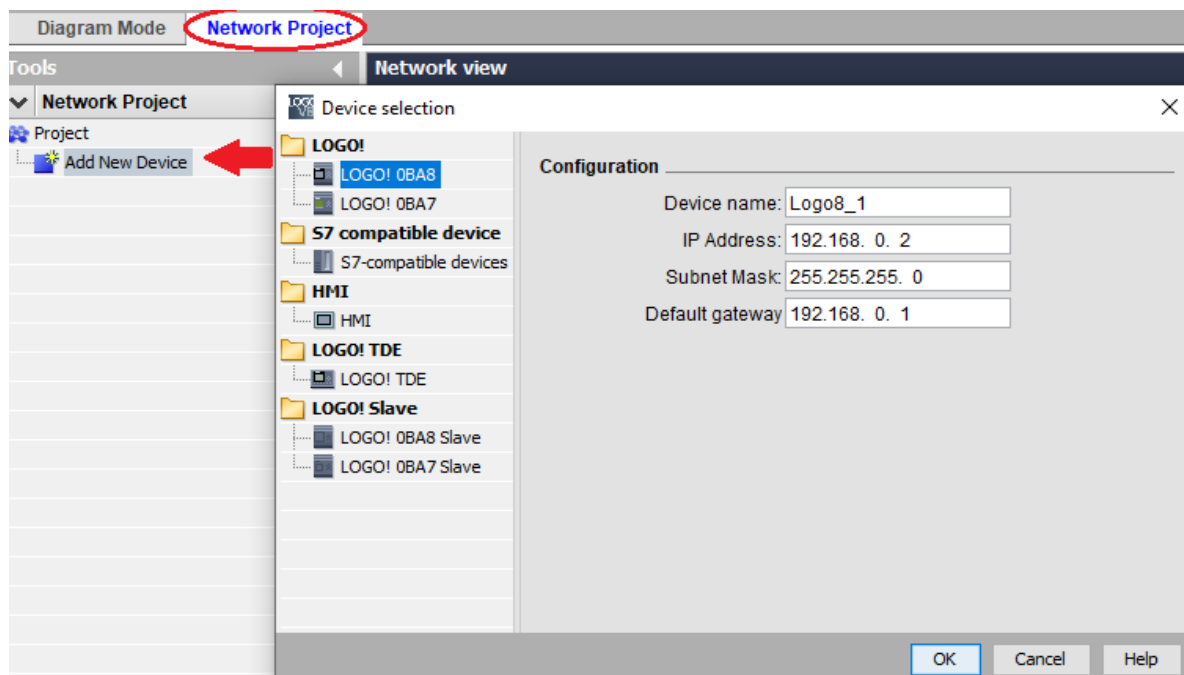 Diagram Mode
Network Project
Tools
Network view
Network Project
Project
Add New Device
Device selection
LOGO!
LOGO! 0BA8
LOGO! 0BA7
S7 compatible device
S7-compatible devices
HMI
HMI
LOGO! TDE
LOGO! TDE
LOGO! Slave
LOGO! 0BA8 Slave
LOGO! 0BA7 Slave
Configuration
Device name: Logo8_1
IP Address: 192.168. 0. 2
Subnet Mask: 255.255.255. 0
Default gateway 192.168. 0. 1
OK Cancel Help